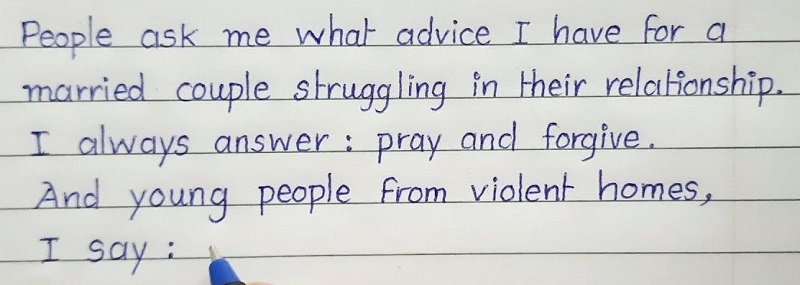 People ask me what advice I have for a
married couple struggling in their relationship.
I always answer : pray and forgive.
And young people from violent homes,
I say :